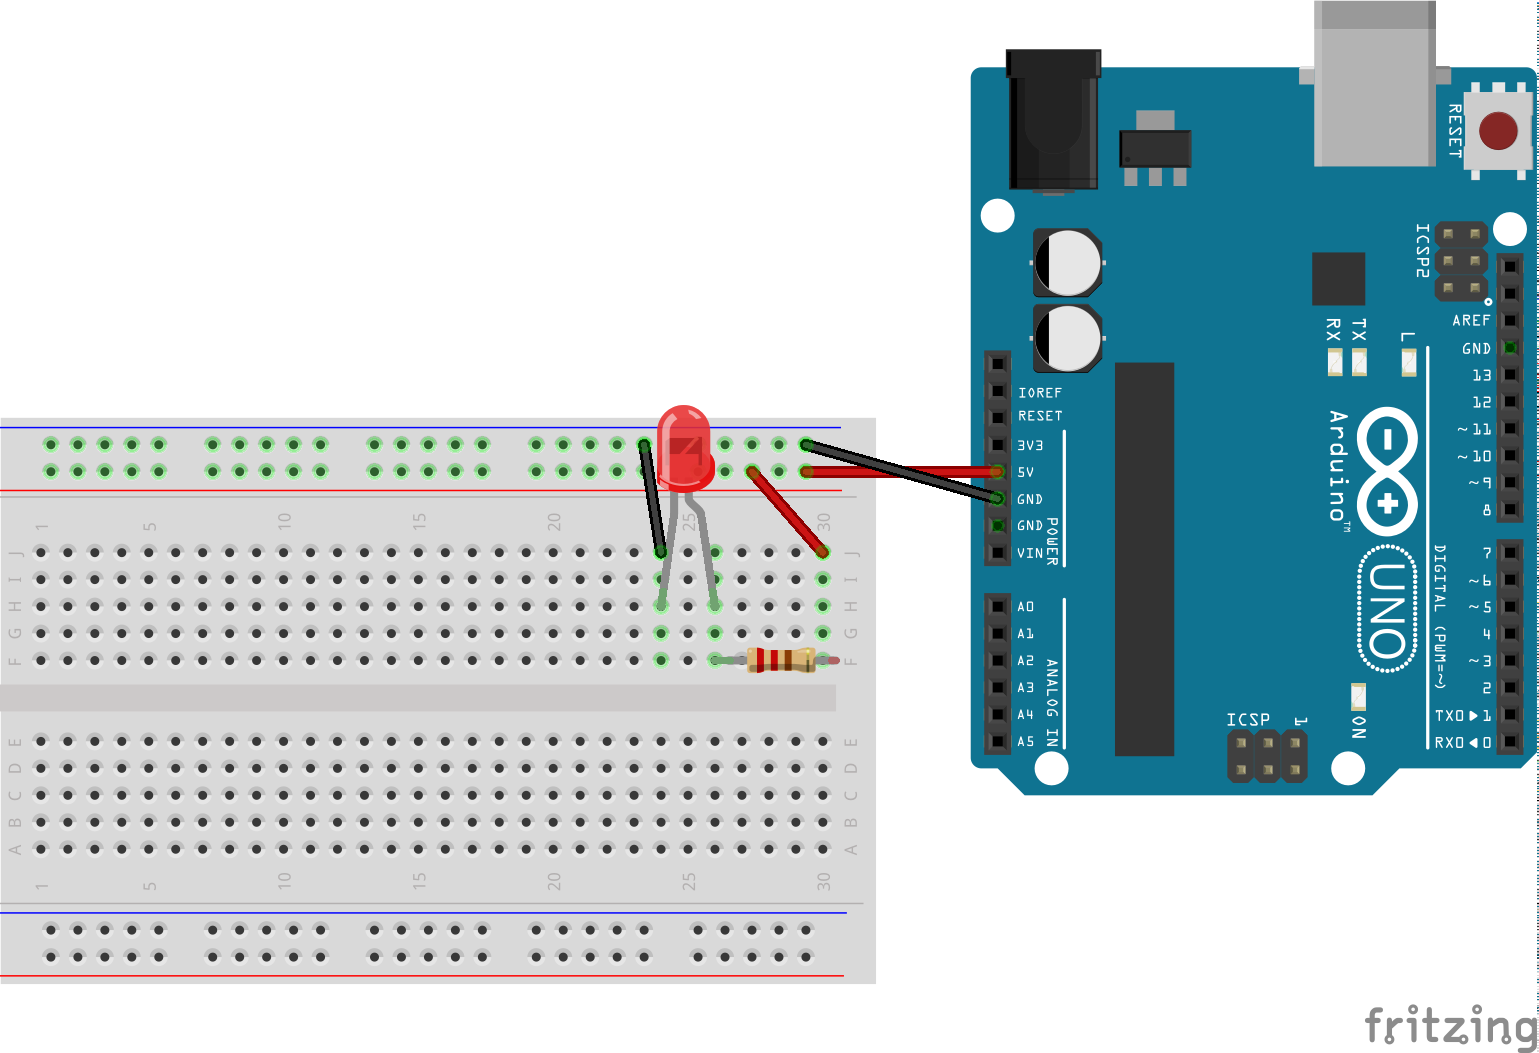 RESET
ICSP2
IOREF
RESET
3V3
5V
GND
GND
VIN
POWER
A0
A1
A2
A3
A4
A5
ANALOG IN
RX
TX
L
AREF
GND
13
12
~11
~10
~9
8
7
~6
~5
4
~3
2
TX0▶1
RX0◀0
DIGITAL (PWM=~)
Arduino™
UNO
ICSP
1
ON
1 5 10 15 20 25 30
J J
I I
H H
G G
F F
E E
D D
C C
B B
A A
1 5 10 15 20 25 30
fritzing